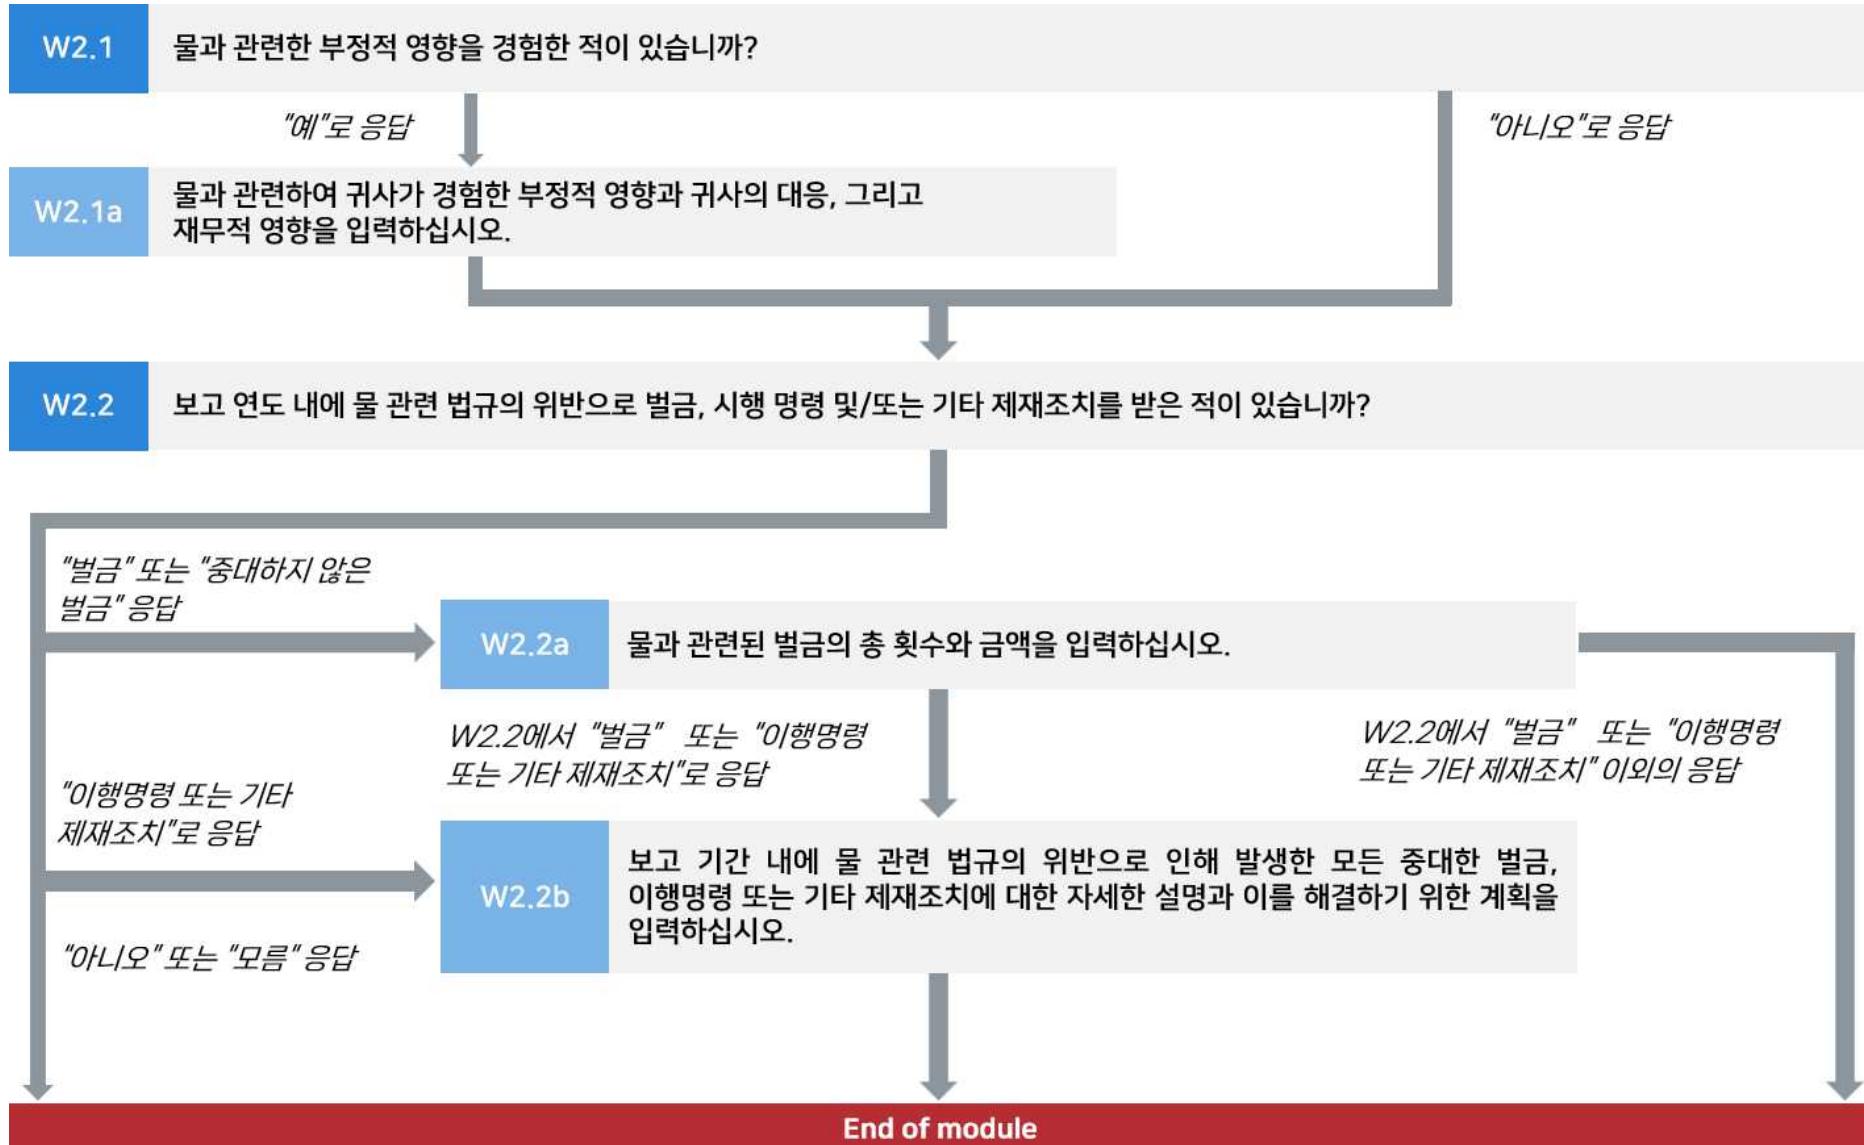 W2.1 물과 관련한 부정적 영향을 경험한 적이 있습니까?
"예"로 응답
"아니오"로 응답
W2.1a 물과 관련하여 귀사가 경험한 부정적 영향과 귀사의 대응, 그리고
재무적 영향을 입력하십시오.
W2.2 보고 연도 내에 물 관련 법규의 위반으로 벌금, 시행 명령 및/또는 기타 제재조치를 받은 적이 있습니까?
"벌금" 또는 "중대하지 않은
벌금" 응답
W2.2a 물과 관련된 벌금의 총 횟수와 금액을 입력하십시오.
W2.2에서 "벌금" 또는 "이행명령
또는 기타 제재조치"로 응답
W2.2에서 "벌금" 또는 "이행명령
또는 기타 제재조치" 이외의 응답
"이행명령 또는 기타
제재조치"로 응답
W2.2b 보고 기간 내에 물 관련 법규의 위반으로 인해 발생한 모든 중대한 벌금,
이행명령 또는 기타 제재조치에 대한 자세한 설명과 이를 해결하기 위한 계획을
입력하십시오.
"아니오" 또는 "모름" 응답
End of module